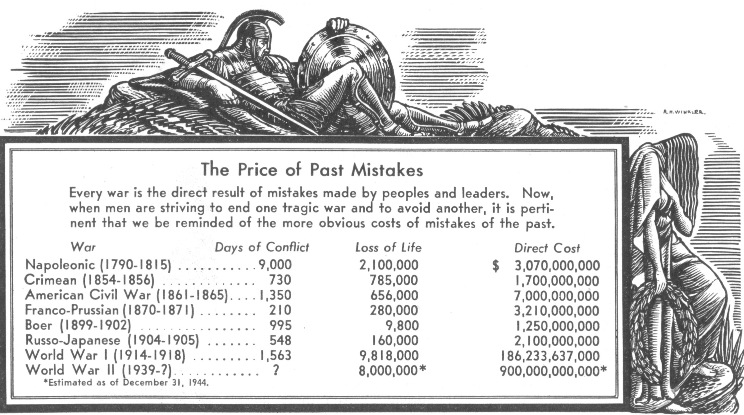 R.H. WINKLER.
The Price of Past Mistakes
Every war is the direct result of mistakes made by peoples and leaders. Now,
when men are striving to end one tragic war and to avoid another, it is perti-
nent that we be reminded of the more obvious costs of mistakes of the past.
War Days of Conflict Loss of Life Direct Cost
Napoleonic (1790-1815) ........... 9,000 2,100,000 $ 3,070,000,000
Crimean (1854-1856) .............. 730 785,000 1,700,000,000
American Civil War (1861-1865).... 1,350 656,000 7,000,000,000
Franco-Prussian (1870-1871) ........ 210 280,000 3,210,000,000
Boer (1899-1902) ................. 995 9,800 1,250,000,000
Russo-Japanese (1904-1905) ........ 548 160,000 2,100,000,000
World War I (1914-1918) ......... 1,563 9,818,000 186,233,637,000
World War II (1939-?)............. ? 8,000,000* 900,000,000,000*
*Estimated as of December 31, 1944.